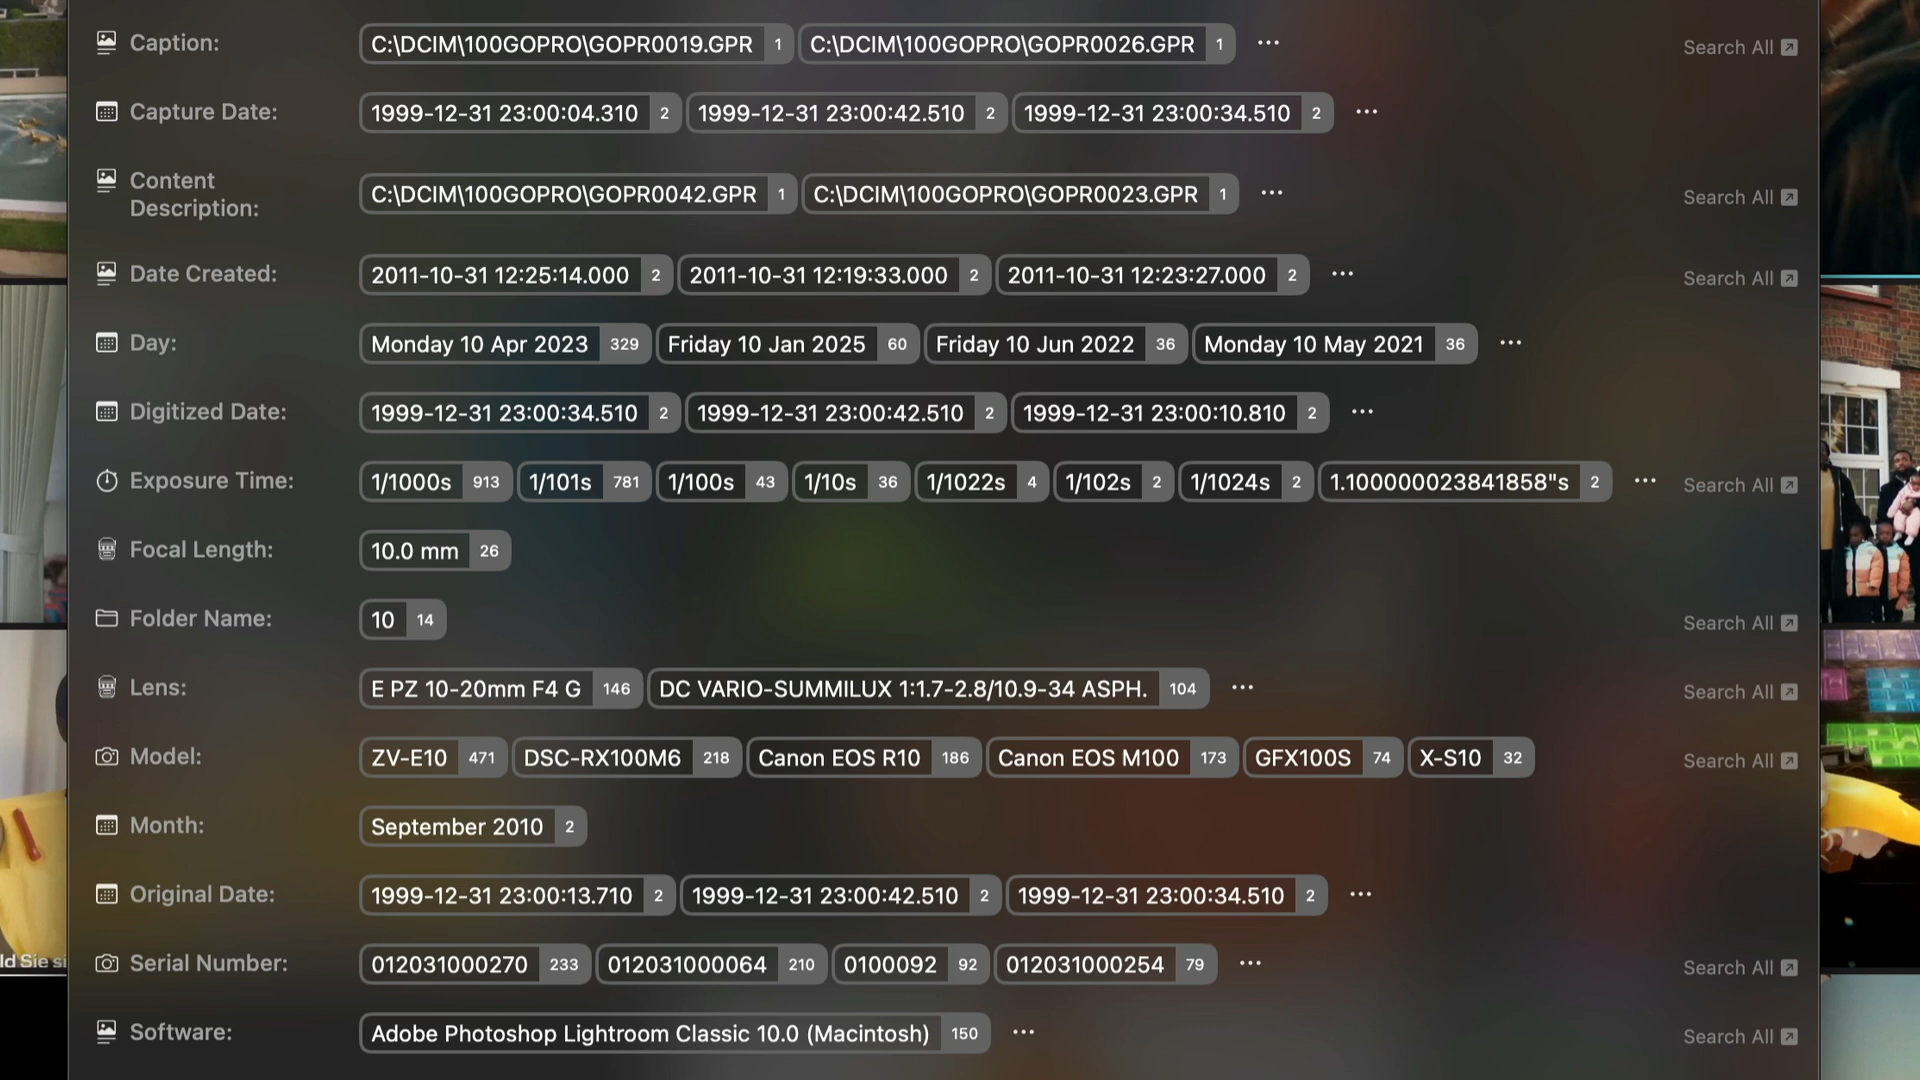 Caption: C:\DCIM\100GOPRO\GOPR0019.GPR 1 C:\DCIM\100GOPRO\GOPR0026.GPR 1 ··· Search All
Capture Date: 1999-12-31 23:00:04.310 2 1999-12-31 23:00:42.510 2 1999-12-31 23:00:34.510 2 ···
Content
Description: C:\DCIM\100GOPRO\GOPR0042.GPR 1 C:\DCIM\100GOPRO\GOPR0023.GPR 1 ··· Search All
Date Created: 2011-10-31 12:25:14.000 2 2011-10-31 12:19:33.000 2 2011-10-31 12:23:27.000 2 ··· Search All
Day: Monday 10 Apr 2023 329 Friday 10 Jan 2025 60 Friday 10 Jun 2022 36 Monday 10 May 2021 36 ···
Digitized Date: 1999-12-31 23:00:34.510 2 1999-12-31 23:00:42.510 2 1999-12-31 23:00:10.810 2 ···
Exposure Time: 1/1000s 913 1/101s 781 1/100s 43 1/10s 36 1/1022s 4 1/102s 2 1/1024s 2 1.100000023841858"s 2 ··· Search All
Focal Length: 10.0 mm 26
Folder Name: 10 14 Search All
Lens: E PZ 10-20mm F4 G 146 DC VARIO-SUMMILUX 1:1.7-2.8/10.9-34 ASPH. 104 ··· Search All
Model: ZV-E10 471 DSC-RX100M6 218 Canon EOS R10 186 Canon EOS M100 173 GFX100S 74 X-S10 32 Search All
Month: September 2010 2
Original Date: 1999-12-31 23:00:13.710 2 1999-12-31 23:00:42.510 2 1999-12-31 23:00:34.510 2 ···
ld Sie si
Serial Number: 012031000270 233 012031000064 210 0100092 92 012031000254 79 ··· Search All
Software: Adobe Photoshop Lightroom Classic 10.0 (Macintosh) 150 ··· Search All